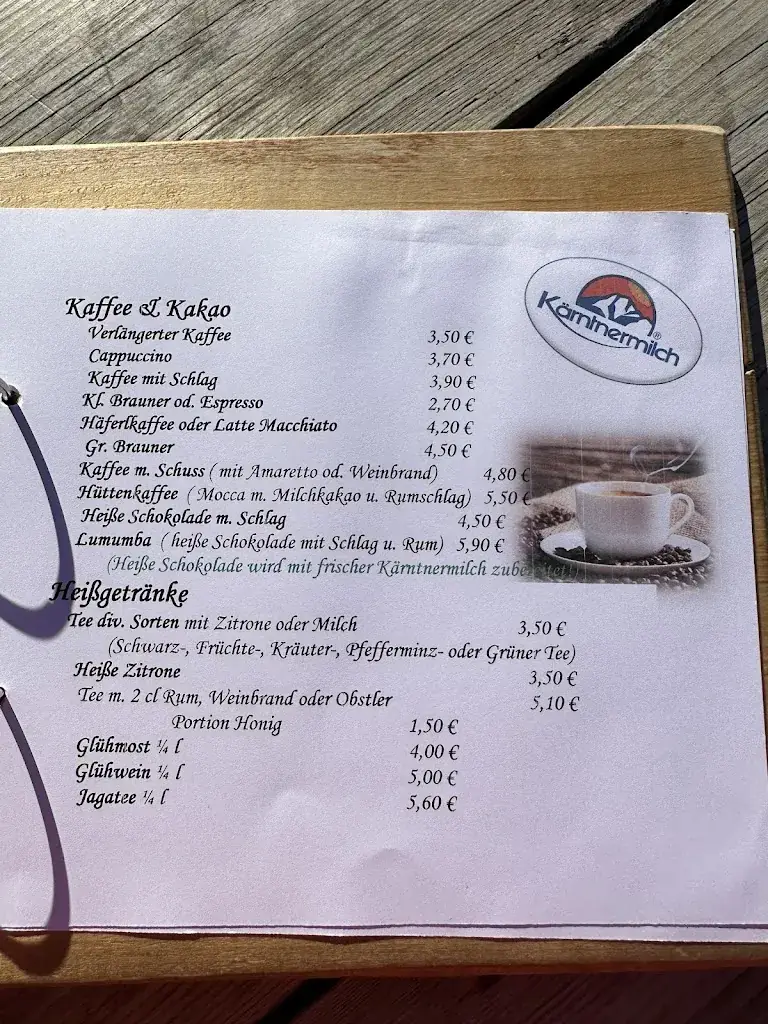 Kärntnermilch®
Kaffee & Kakao
Verlängerter Kaffee 3,50 €
Cappuccino 3,70 €
Kaffee mit Schlag 3,90 €
Kl. Brauner od. Espresso 2,70 €
Häferlkaffee oder Latte Macchiato 4,20 €
Gr. Brauner 4,50 €
Kaffee m. Schuss ( mit Amaretto od. Weinbrand) 4,80 €
Hüttenkaffee ( Mocca m. Milchkakao u. Rumschlag) 5,50 €
Heiße Schokolade m. Schlag 4,50 €
Lumumba ( heiße Schokolade mit Schlag u. Rum) 5,90 €
(Heiße Schokolade wird mit frischer Kärntnermilch zubereitet!)
Heißgetränke
Tee div. Sorten mit Zitrone oder Milch 3,50 €
(Schwarz-, Früchte-, Kräuter-, Pfefferminz- oder Grüner Tee)
Heiße Zitrone 3,50 €
Tee m. 2 cl Rum, Weinbrand oder Obstler 5,10 €
Portion Honig 1,50 €
Glühmost ¼ l 4,00 €
Glühwein ¼ l 5,00 €
Jagatee ¼ l 5,60 €